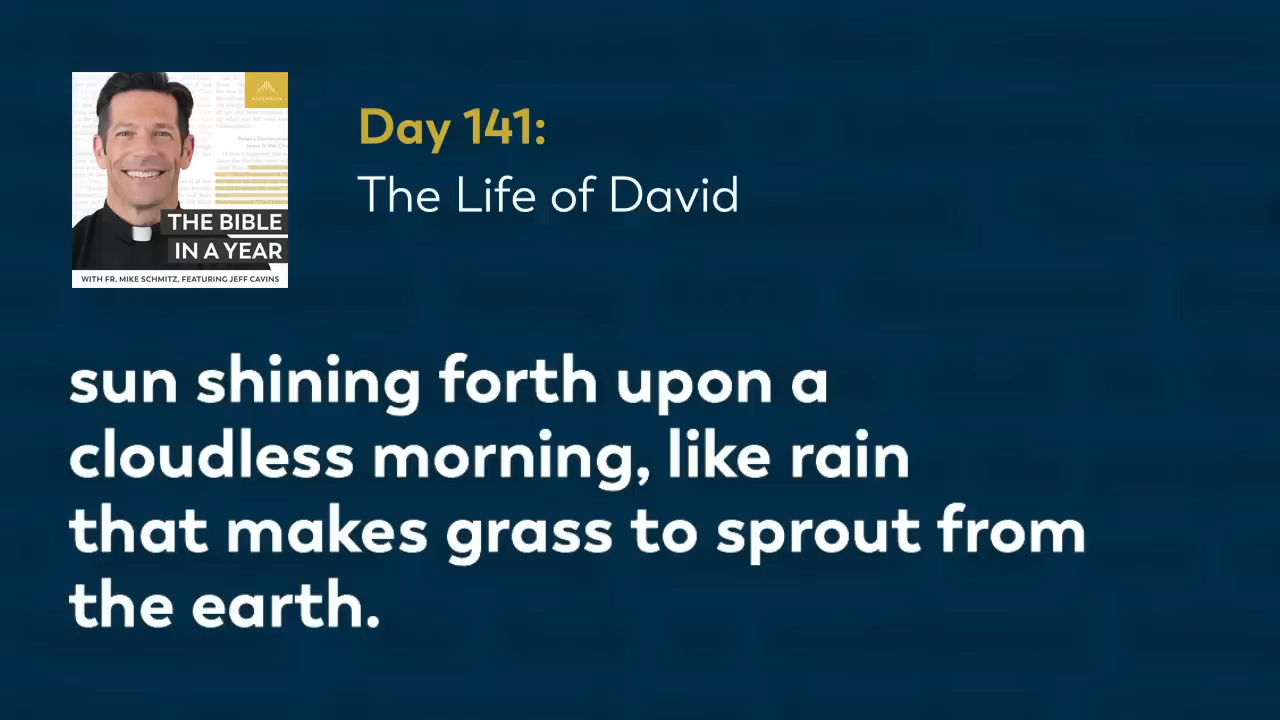 Day 141:
The Life of David
THE BIBLE
IN A YEAR
WITH FR. MIKE SCHMITZ, FEATURING JEFF CAVINS
sun shining forth upon a
cloudless morning, like rain
that makes grass to sprout from
the earth.